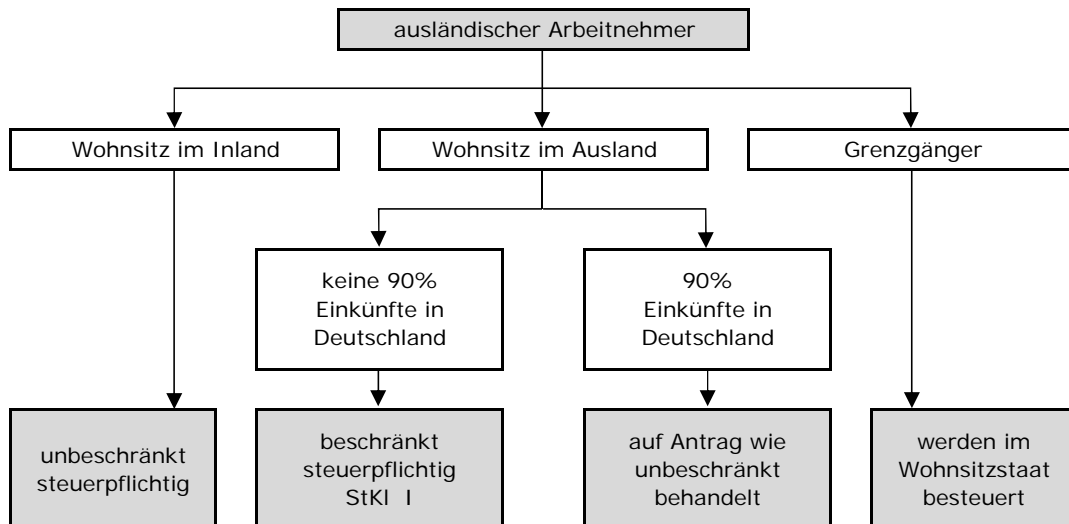 ausländischer Arbeitnehmer
Wohnsitz im Inland
Wohnsitz im Ausland
Grenzgänger
keine 90%
Einkünfte in
Deutschland
90%
Einkünfte in
Deutschland
unbeschränkt
steuerpflichtig
beschränkt
steuerpflichtig
StKl I
auf Antrag wie
unbeschränkt
behandelt
werden im
Wohnsitzstaat
besteuert